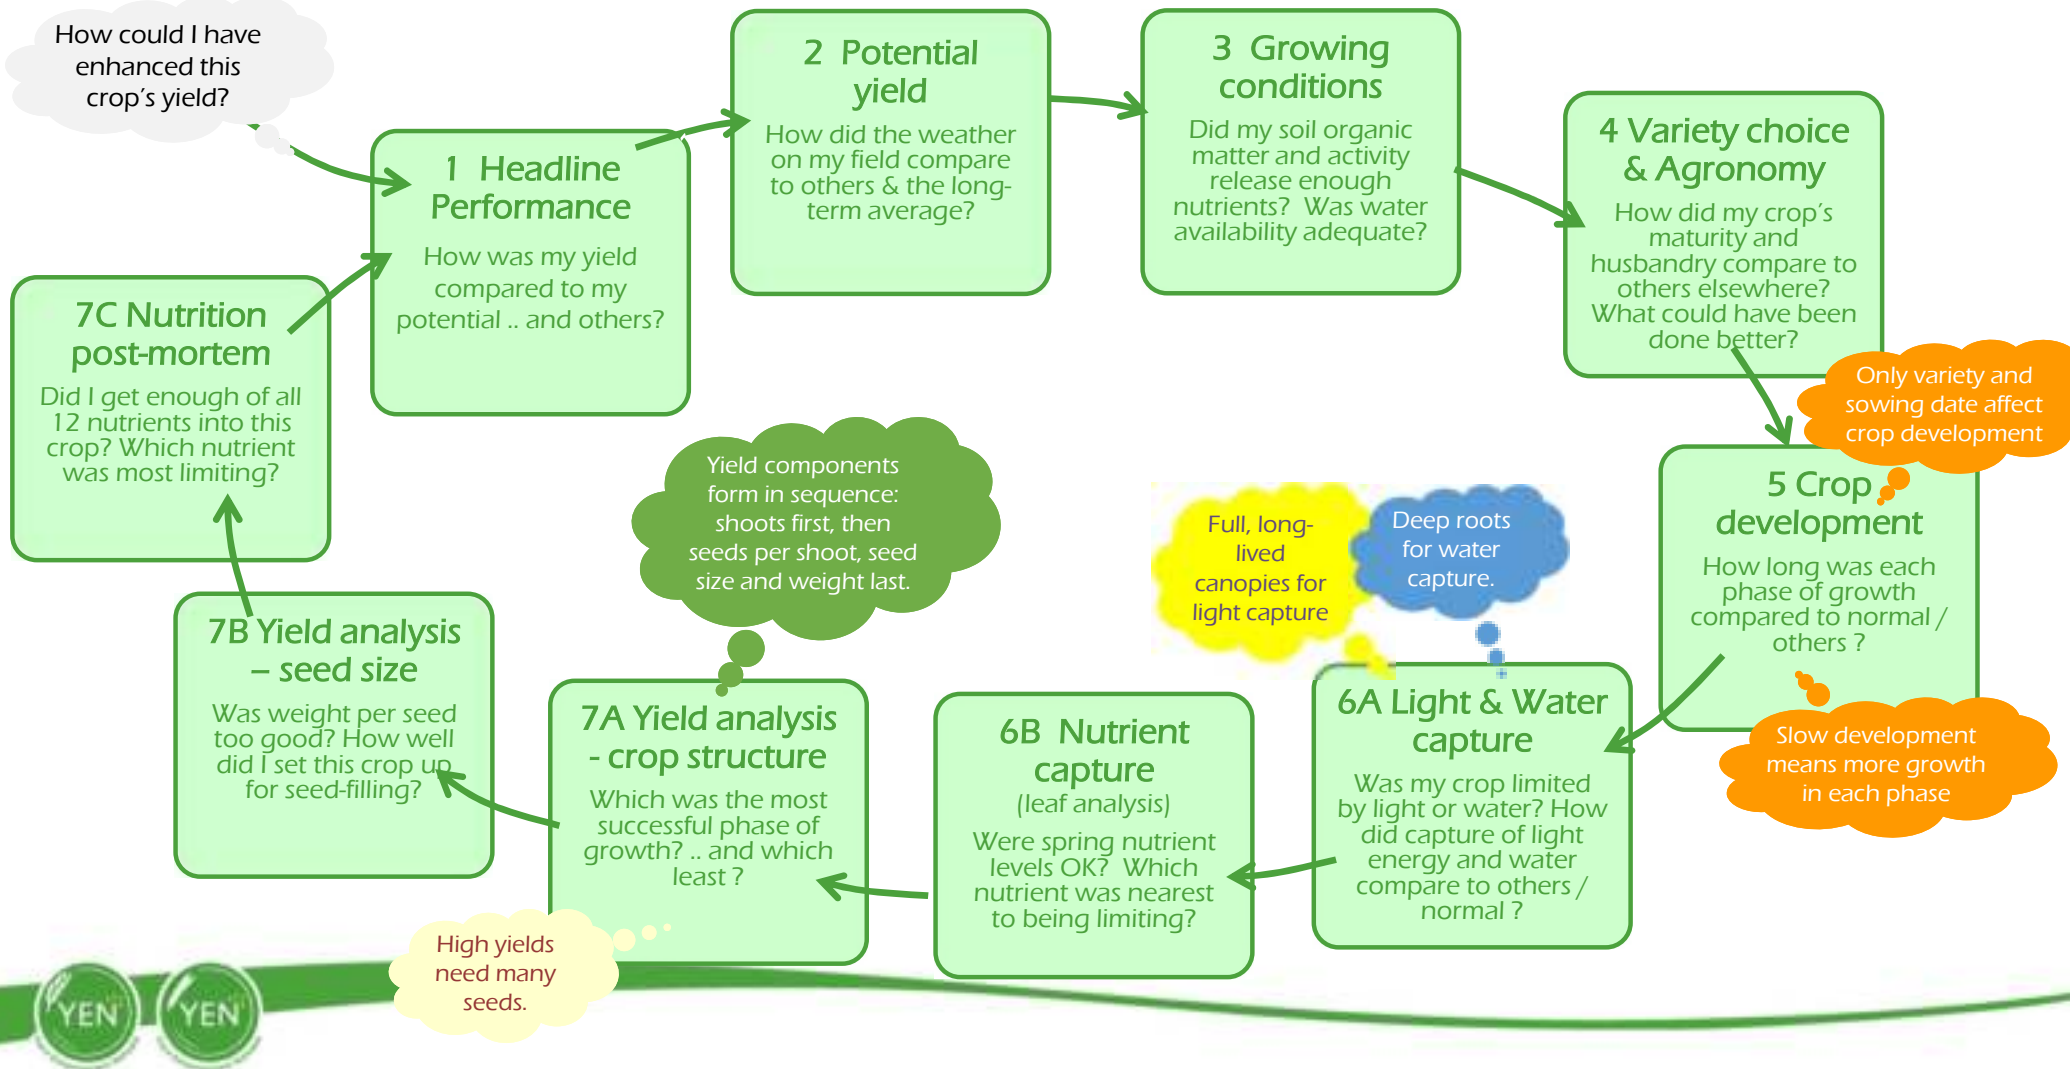 How could I have
enhanced this
crop's yield?
1 Headline
Performance
How was my yield
compared to my
potential .. and others?
2 Potential
yield
How did the weather
on my field compare
to others & the long-
term average?
3 Growing
conditions
Did my soil organic
matter and activity
release enough
nutrients? Was water
availability adequate?
4 Variety choice
& Agronomy
How did my crop's
maturity and
husbandry compare to
others elsewhere?
What could have been
done better?
Only variety and
sowing date affect
crop development
5 Crop
development
How long was each
phase of growth
compared to normal /
others ?
Slow development
means more growth
in each phase
Full, long-
lived
canopies for
light capture
Deep roots
for water
capture.
6A Light & Water
capture
Was my crop limited
by light or water? How
did capture of light
energy and water
compare to others /
normal ?
6B Nutrient
capture
(leaf analysis)
Were spring nutrient
levels OK? Which
nutrient was nearest
to being limiting?
Yield components
form in sequence:
shoots first, then
seeds per shoot, seed
size and weight last.
7A Yield analysis
- crop structure
Which was the most
successful phase of
growth? .. and which
least ?
High yields
need many
seeds.
7B Yield analysis
– seed size
Was weight per seed
too good? How well
did I set this crop up
for seed-filling?
7C Nutrition
post-mortem
Did I get enough of all
12 nutrients into this
crop? Which nutrient
was most limiting?
YEN
YEN